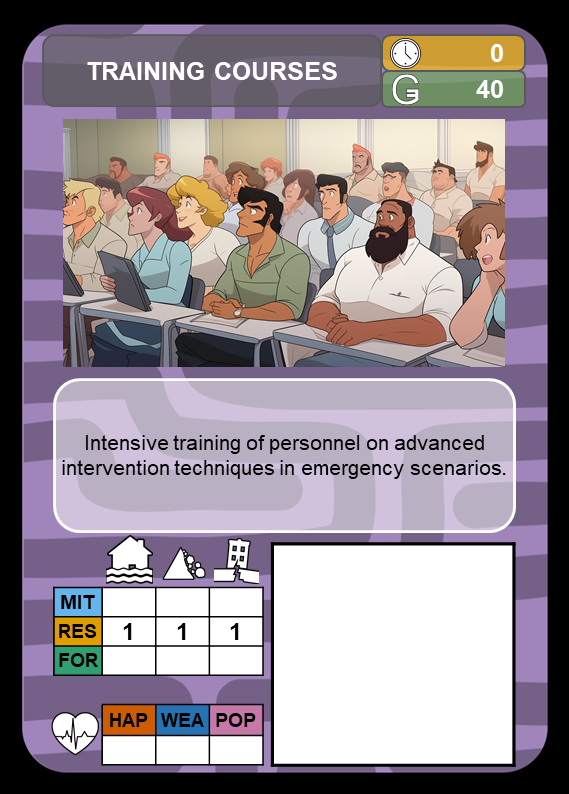 TRAINING COURSES
0
G 40
Intensive training of personnel on advanced
intervention techniques in emergency scenarios.
MIT
RES 1 1 1
FOR
HAP WEA POP